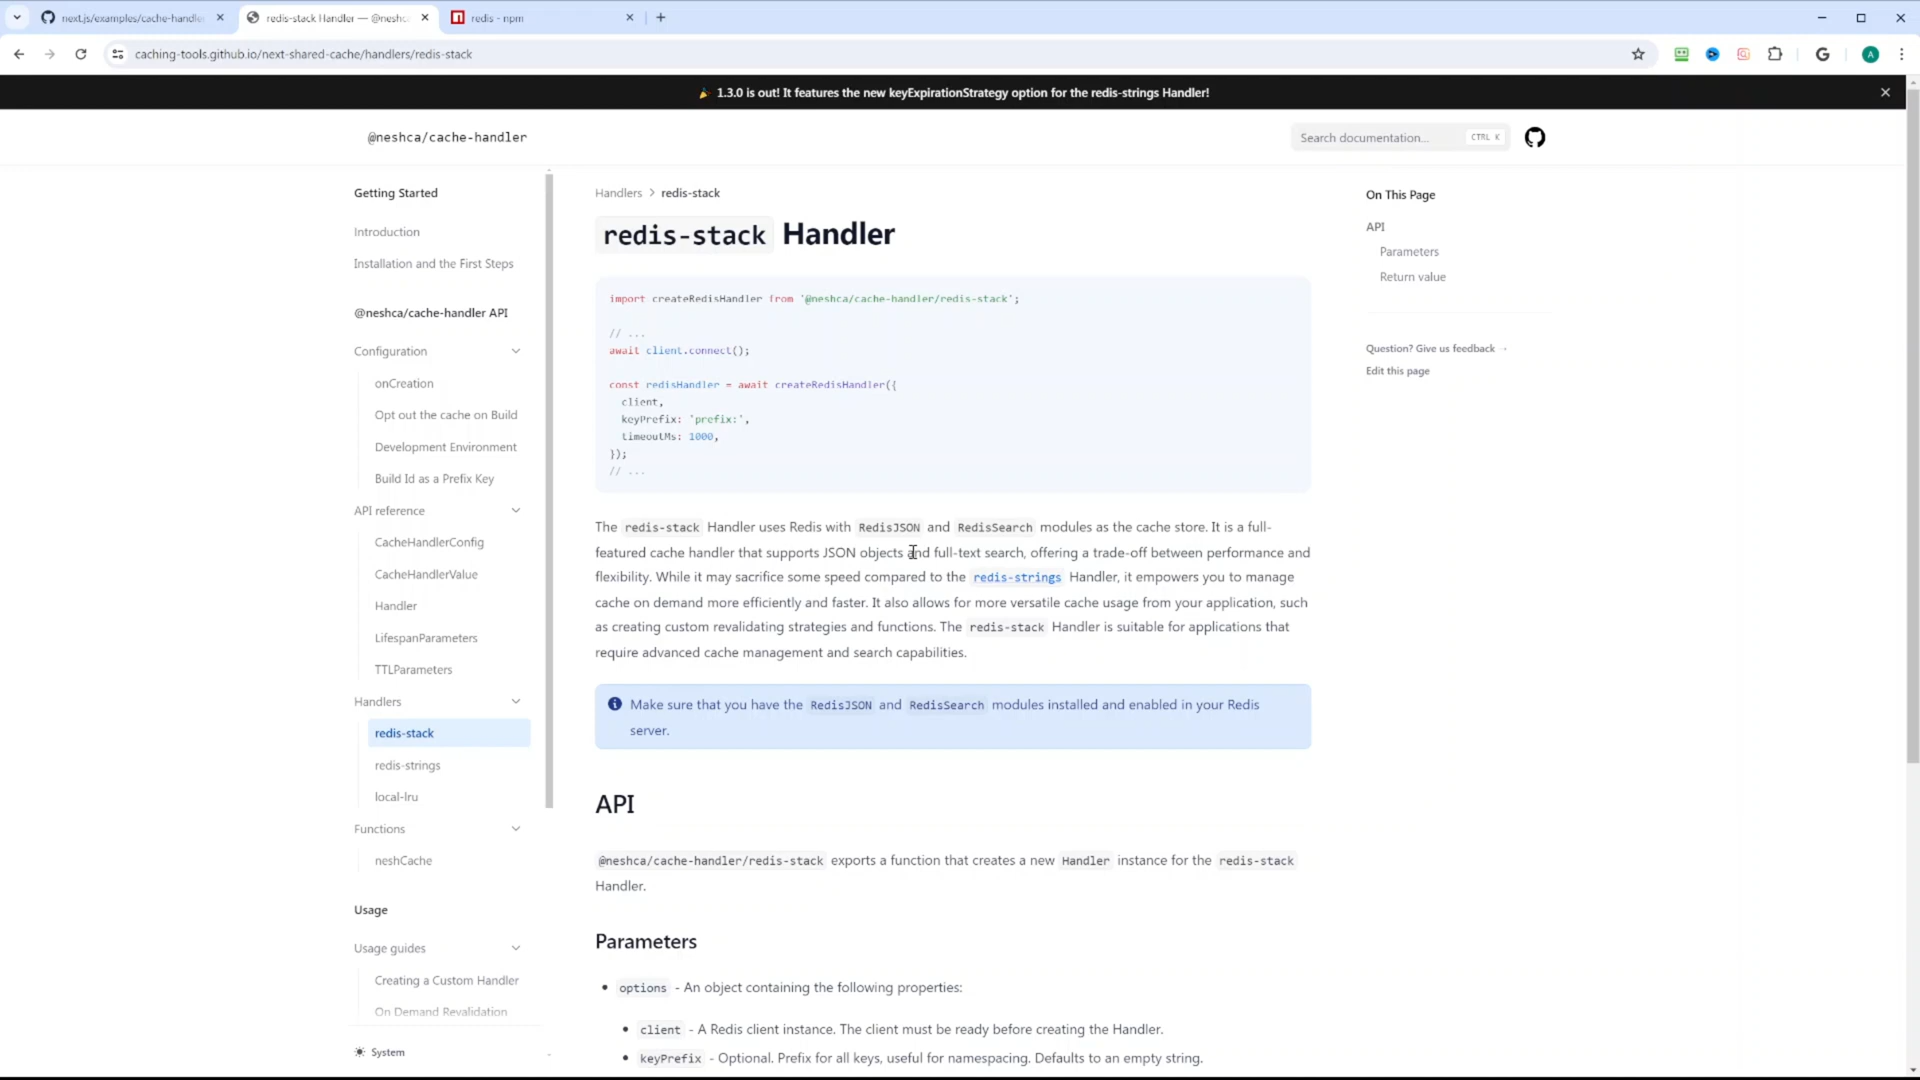 next.js/examples/cache-handler
redis-stack Handler — @neshc
redis - npm
caching-tools.github.io/next-shared-cache/handlers/redis-stack
A
🎉 1.3.0 is out! It features the new keyExpirationStrategy option for the redis-strings Handler!
@neshca/cache-handler
Search documentation...
CTRL K
Getting Started
Introduction
Installation and the First Steps
@neshca/cache-handler API
Configuration
onCreation
Opt out the cache on Build
Development Environment
Build Id as a Prefix Key
API reference
CacheHandlerConfig
CacheHandlerValue
Handler
LifespanParameters
TTLParameters
Handlers
redis-stack
redis-strings
local-lru
Functions
neshCache
Usage
Usage guides
Creating a Custom Handler
On Demand Revalidation
System
Handlers > redis-stack
redis-stack Handler
import createRedisHandler from '@neshca/cache-handler/redis-stack';
// ...
await client.connect();
const redisHandler = await createRedisHandler({
client,
keyPrefix: 'prefix:',
timeoutMs: 1000,
});
// ...
The redis-stack Handler uses Redis with RedisJSON and RedisSearch modules as the cache store. It is a full-
featured cache handler that supports JSON objects and full-text search, offering a trade-off between performance and
flexibility. While it may sacrifice some speed compared to the redis-strings Handler, it empowers you to manage
cache on demand more efficiently and faster. It also allows for more versatile cache usage from your application, such
as creating custom revalidating strategies and functions. The redis-stack Handler is suitable for applications that
require advanced cache management and search capabilities.
Make sure that you have the RedisJSON and RedisSearch modules installed and enabled in your Redis
server.
API
@neshca/cache-handler/redis-stack exports a function that creates a new Handler instance for the redis-stack
Handler.
Parameters
• options - An object containing the following properties:
• client - A Redis client instance. The client must be ready before creating the Handler.
• keyPrefix - Optional. Prefix for all keys, useful for namespacing. Defaults to an empty string.
On This Page
API
Parameters
Return value
Question? Give us feedback →
Edit this page